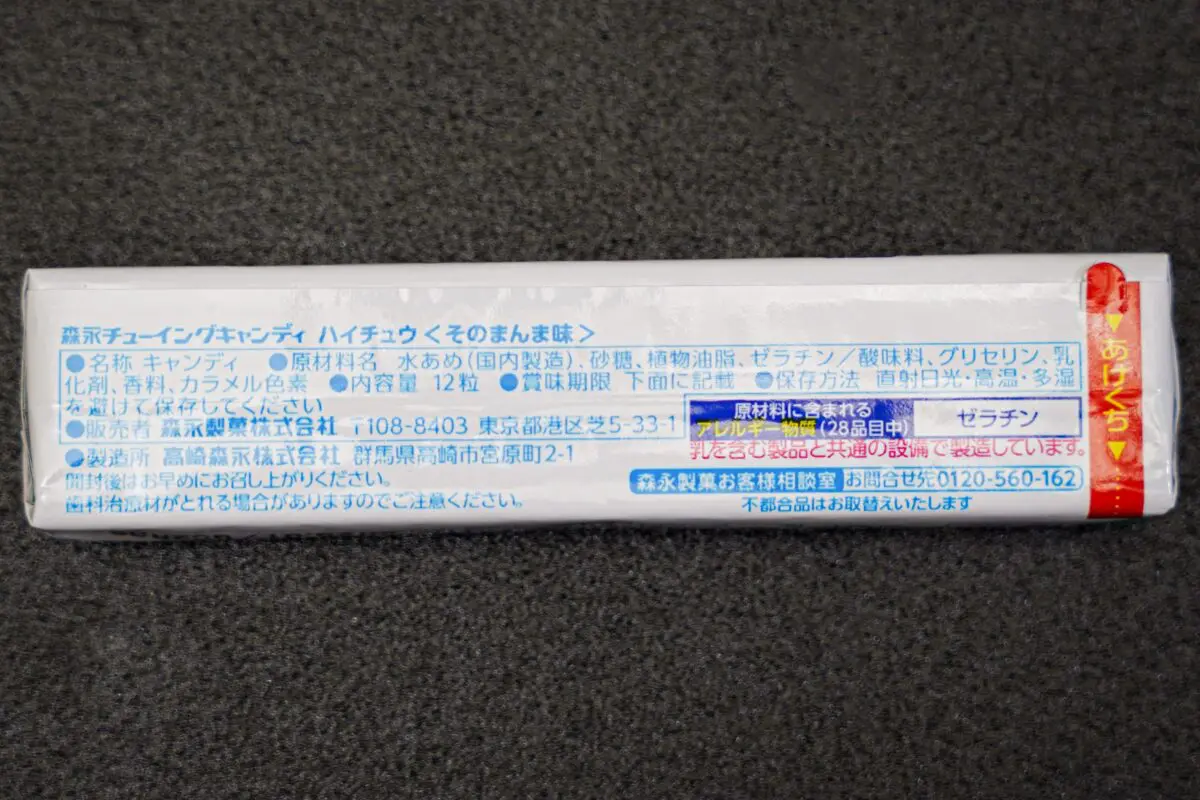 森永チューイングキャンディ ハイチュウ<そのまんま味>
●名称 キャンディ ●原材料名 水あめ(国内製造)、砂糖、植物油脂、ゼラチン/酸味料、グリセリン、乳
化剤、香料、カラメル色素 ●内容量 12粒 ●賞味期限 下面に記載 ●保存方法 直射日光・高温・多湿
を避けて保存してください
●販売者 森永製菓株式会社 〒108-8403 東京都港区芝5-33-1
原材料に含まれる
アレルギー物質(28品目中)
ゼラチン
乳を含む製品と共通の設備で製造しています。
●製造所 高崎森永株式会社 群馬県高崎市宮原町2-1
開封後はお早めにお召し上がりください。
歯科治療材がとれる場合がありますのでご注意ください。
森永製菓お客様相談室 お問合せ先0120-560-162
不都合品はお取替えいたします
▼あけくち▼